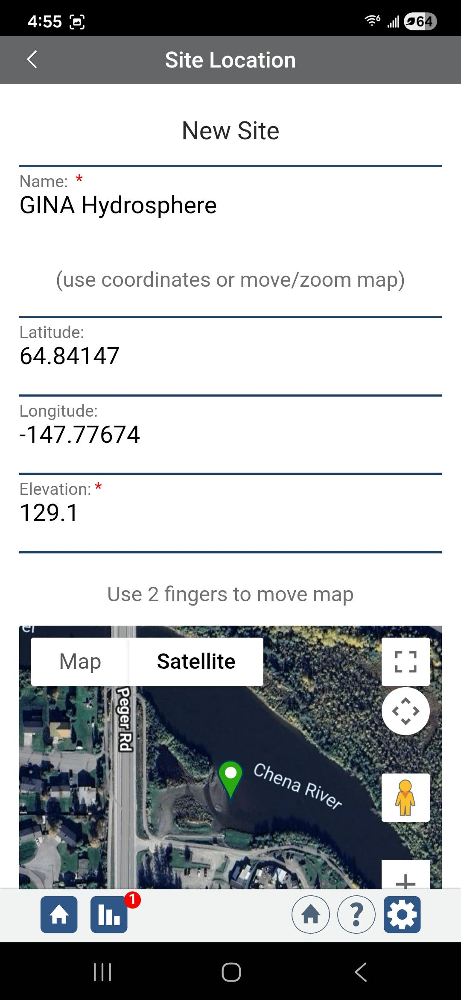 4:55
6
64
Site Location
New Site
Name: *
GINA Hydrosphere
(use coordinates or move/zoom map)
Latitude:
64.84147
Longitude:
-147.77674
Elevation: *
129.1
Use 2 fingers to move map
er
Map
Satellite
Peger Rd
Chena River
+
1
?